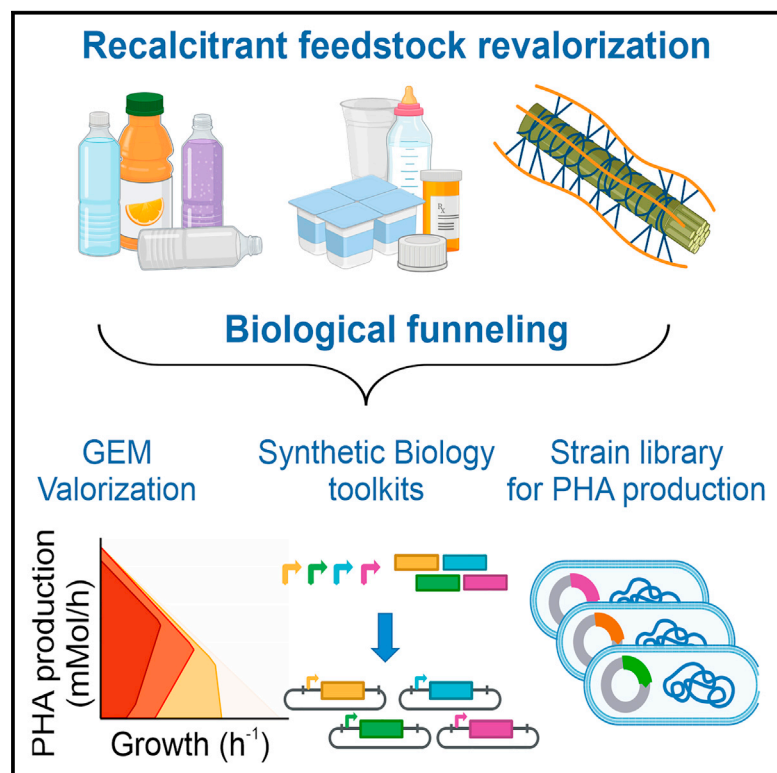 Recalcitrant feedstock revalorization
Rx
Biological funneling
GEM
Valorization
Synthetic Biology
toolkits
Strain library
for PHA production
PHA production
(mMol/h)
Growth (h⁻¹)